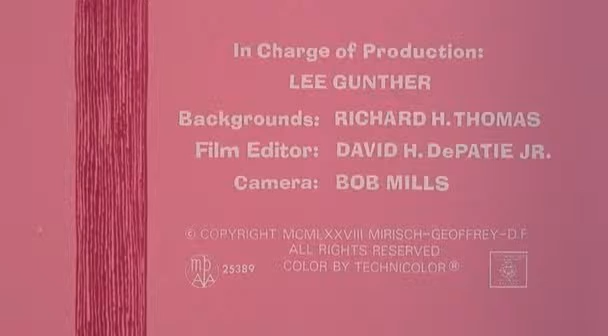 In Charge of Production:
LEE GUNTHER
Backgrounds: RICHARD H. THOMAS
Film Editor: DAVID H. DePATIE JR.
Camera: BOB MILLS
© COPYRIGHT MCMLXXVIII MIRISCH-GEOFFREY-D.F.
ALL RIGHTS RESERVED
25389 COLOR BY TECHNICOLOR®